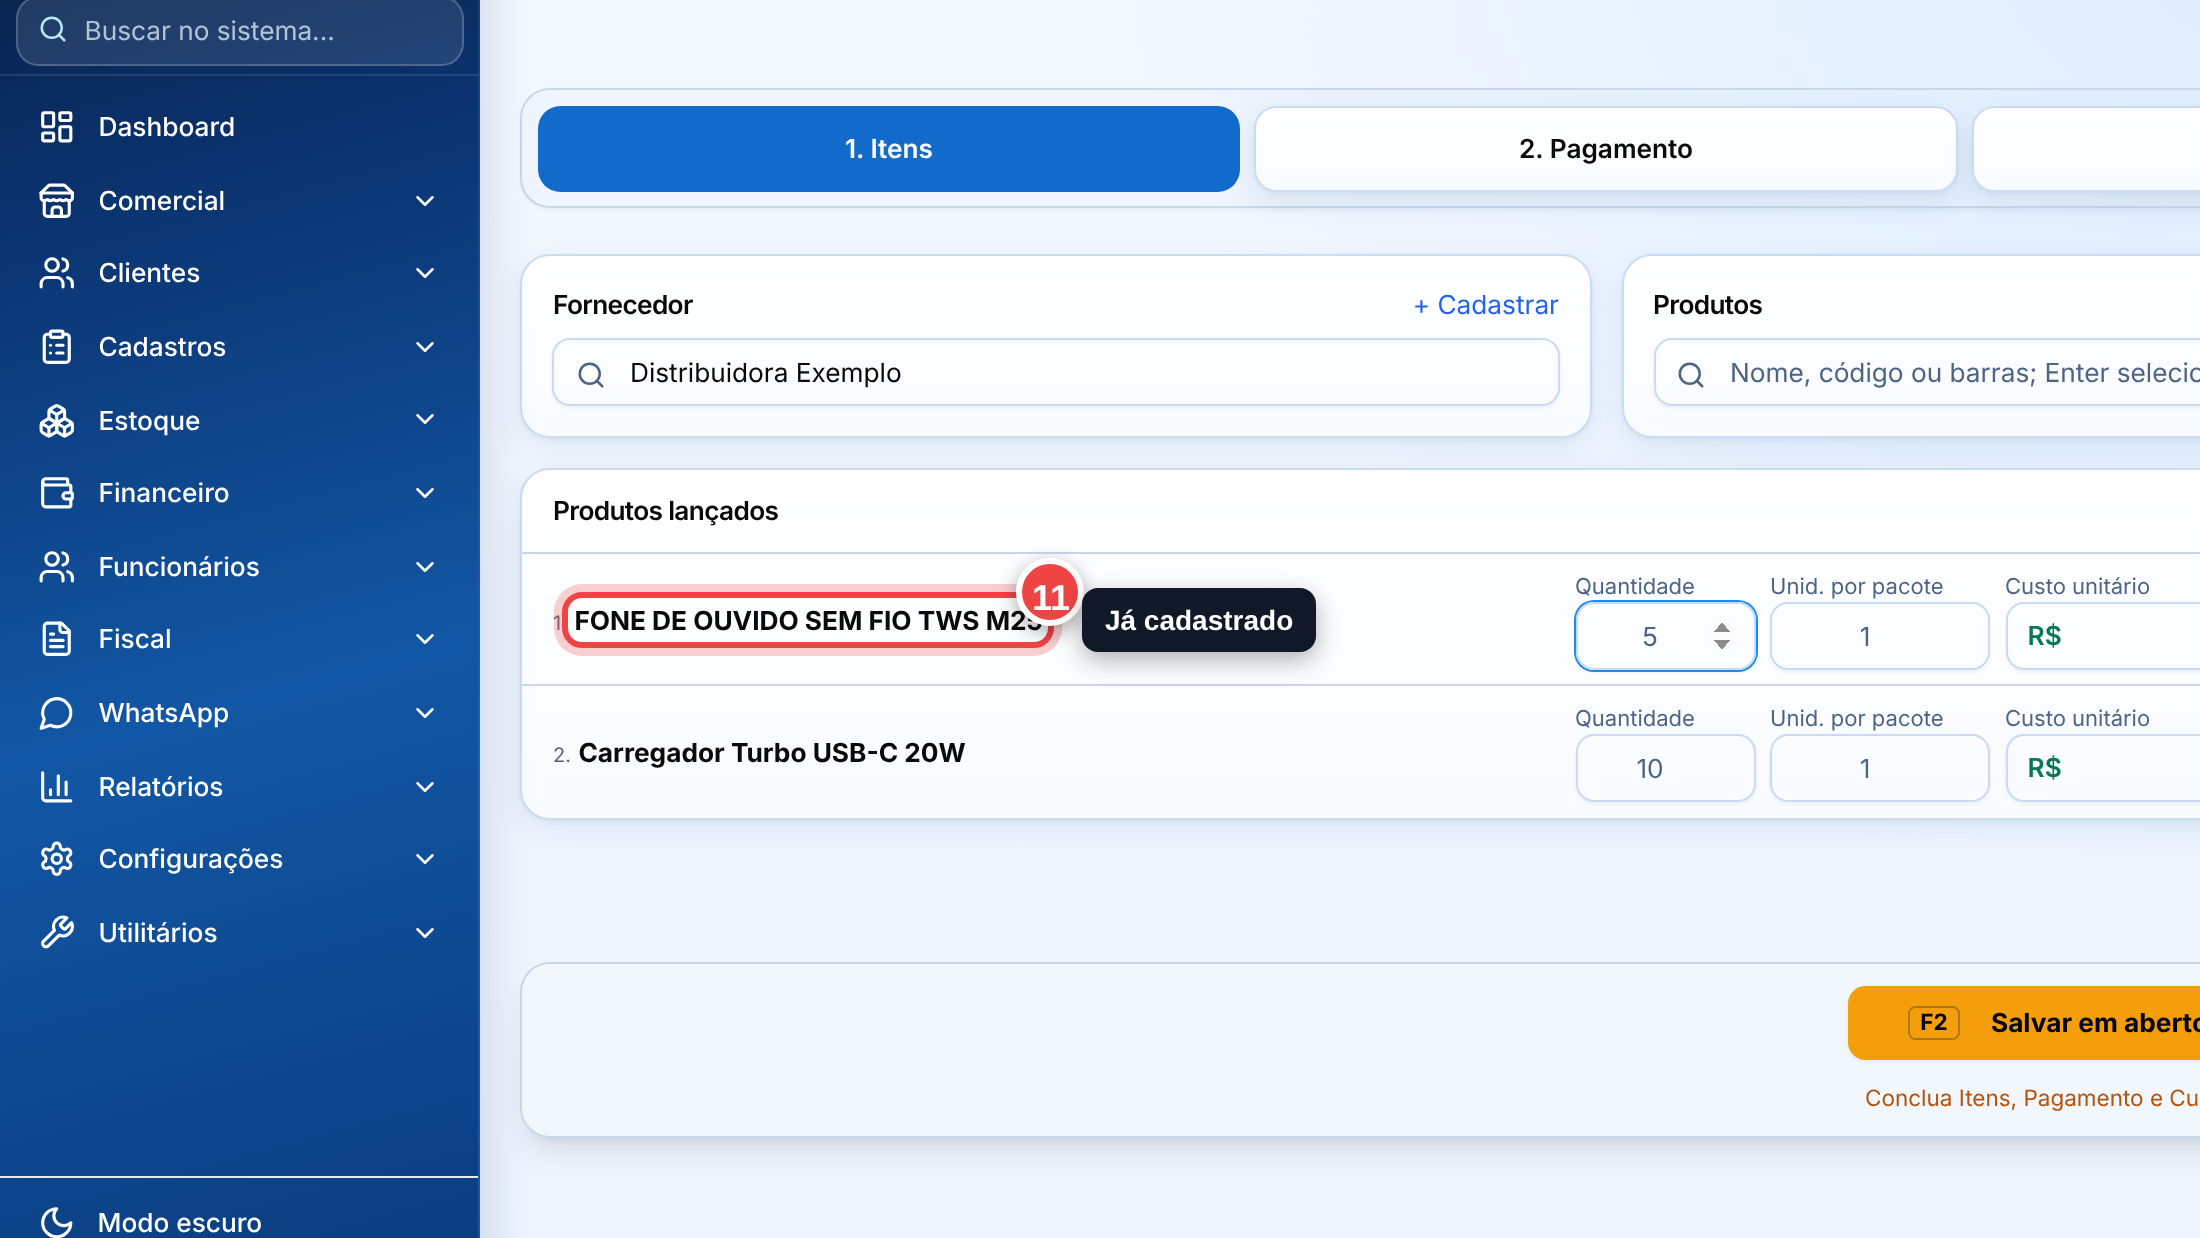 Buscar no sistema...
Dashboard
Comercial
Clientes
Cadastros
Estoque
Financeiro
Funcionários
Fiscal
WhatsApp
Relatórios
Configurações
Utilitários
Modo escuro
1. Itens
2. Pagamento
Fornecedor
+ Cadastrar
Distribuidora Exemplo
Produtos
Nome, código ou barras; Enter selecio
Produtos lançados
1 FONE DE OUVIDO SEM FIO TWS M25
11
Já cadastrado
Quantidade
5
Unid. por pacote
1
Custo unitário
R$
2. Carregador Turbo USB-C 20W
Quantidade
10
Unid. por pacote
1
Custo unitário
R$
F2 Salvar em aberto
Conclua Itens, Pagamento e Cu